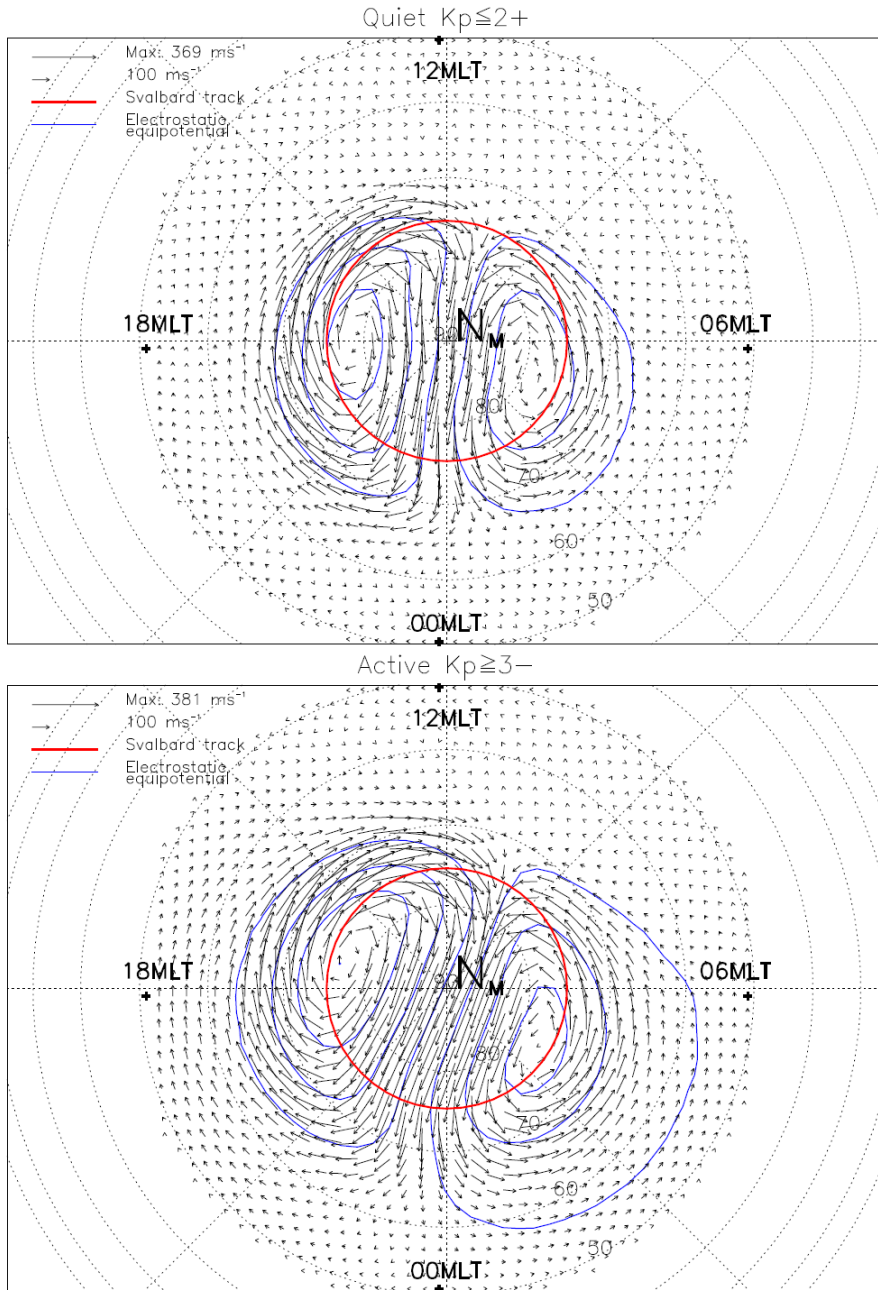 Quiet Kp≦2+
Max: 369 ms⁻¹
100 ms⁻¹
Svalbard track
Electrostatic
equipotential
12MLT
18MLT
N_M
06MLT
90
80
70
60
50
00MLT
Active Kp≧3−
Max: 381 ms⁻¹
100 ms⁻¹
Svalbard track
Electrostatic
equipotential
12MLT
18MLT
N_M
06MLT
90
80
70
60
50
00MLT